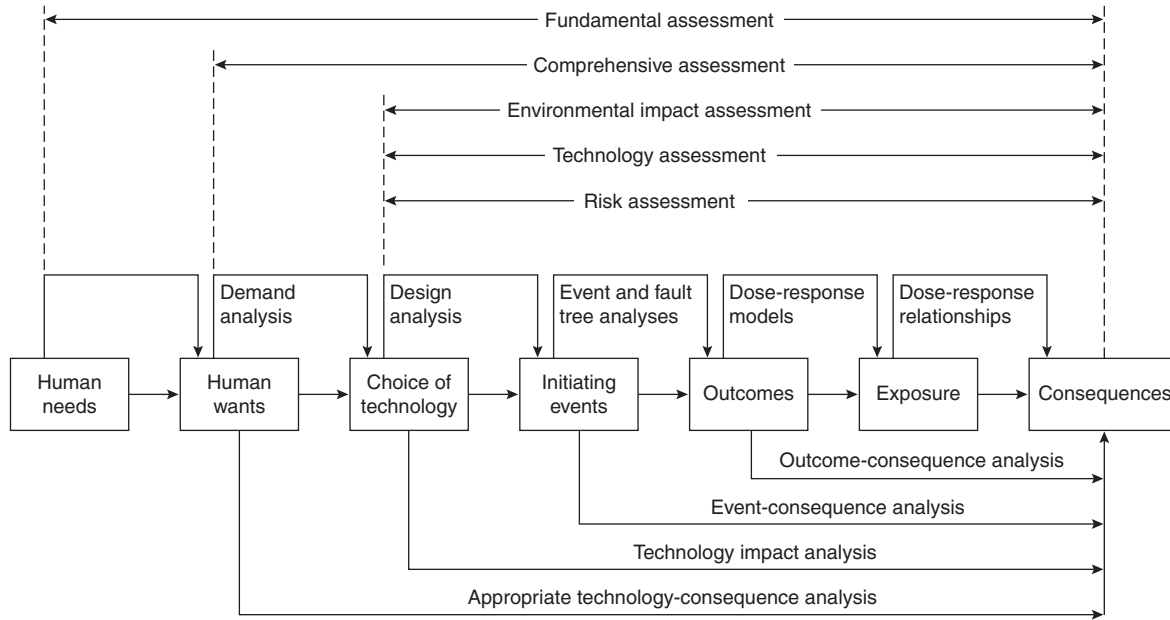 Fundamental assessment
Comprehensive assessment
Environmental impact assessment
Technology assessment
Risk assessment
Demand
analysis
Design
analysis
Event and fault
tree analyses
Dose-response
models
Dose-response
relationships
Human
needs
Human
wants
Choice of
technology
Initiating
events
Outcomes
Exposure
Consequences
Outcome-consequence analysis
Event-consequence analysis
Technology impact analysis
Appropriate technology-consequence analysis